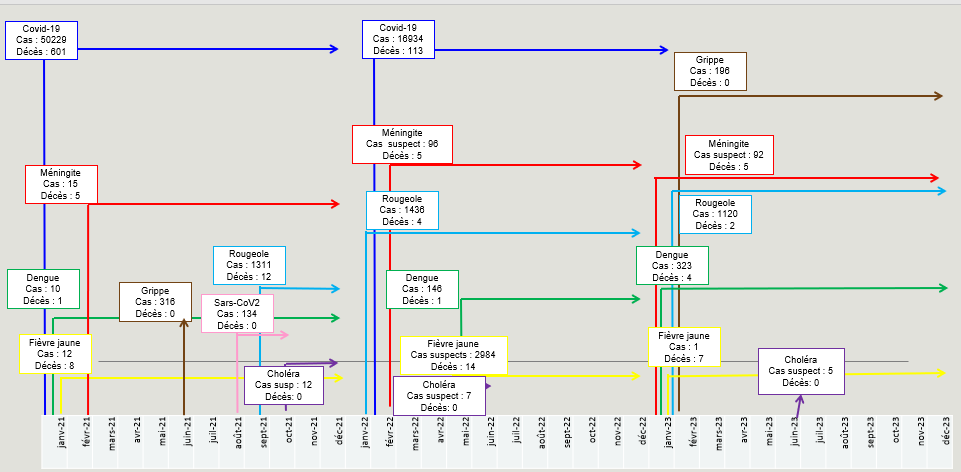 Covid-19
Cas : 50229
Décès : 601
Covid-19
Cas : 16934
Décès : 113
Grippe
Cas : 196
Décès : 0
Méningite
Cas suspect : 96
Décès : 5
Méningite
Cas suspect : 92
Décès : 5
Méningite
Cas : 15
Décès : 5
Rougeole
Cas : 1436
Décès : 4
Rougeole
Cas : 1120
Décès : 2
Rougeole
Cas : 1311
Décès : 12
Dengue
Cas : 323
Décès : 4
Dengue
Cas : 10
Décès : 1
Grippe
Cas : 316
Décès : 0
Sars-CoV2
Cas : 134
Décès : 0
Dengue
Cas : 146
Décès : 1
Fièvre jaune
Cas : 12
Décès : 8
Fièvre jaune
Cas suspects : 2984
Décès : 14
Fièvre jaune
Cas : 1
Décès : 7
Choléra
Cas susp : 12
Décès: 0
Choléra
Cas suspect : 7
Décès: 0
Choléra
Cas suspect : 5
Décès: 0
janv-21
févr-21
mars-21
avr-21
mai-21
juin-21
juil-21
août-21
sept-21
oct-21
nov-21
déc-21
janv-22
févr-22
mars-22
avr-22
mai-22
juin-22
juil-22
août-22
sept-22
oct-22
nov-22
déc-22
janv-23
févr-23
mars-23
avr-23
mai-23
juin-23
juil-23
août-23
sept-23
oct-23
nov-23
déc-23